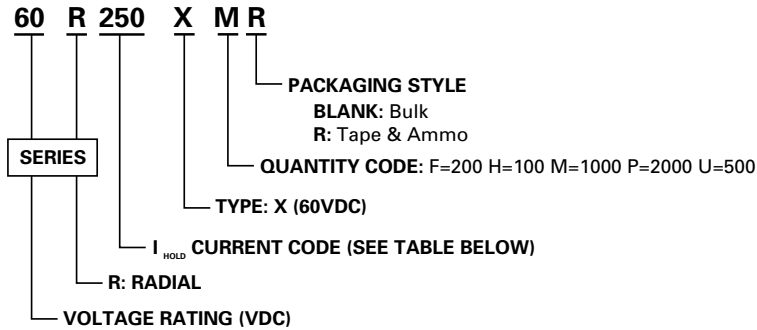 60 R 250 X M R
PACKAGING STYLE
BLANK: Bulk
R: Tape & Ammo
SERIES
QUANTITY CODE: F=200 H=100 M=1000 P=2000 U=500
TYPE: X (60VDC)
I HOLD CURRENT CODE (SEE TABLE BELOW)
R: RADIAL
VOLTAGE RATING (VDC)